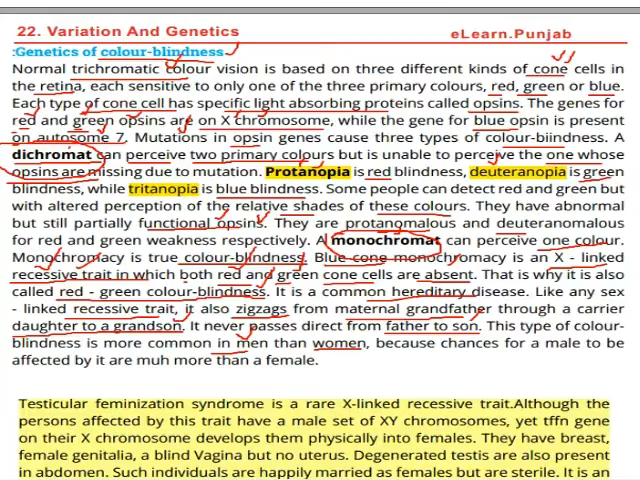 22. Variation and Genetics
eLearn.Punjab
:Genetics of colour-blindness
Normal trichromatic colour vision is based on three different kinds of cone cells in
the retina, each sensitive to only one of the three primary colours, red, green or blue.
Each type of cone cell has specific light absorbing proteins called opsins. The genes for
red and green opsins are on X chromosome, while the gene for blue opsin is present
on autosome 7. Mutations in opsin genes cause three types of colour-biindness. A
dichromat can perceive two primary colours but is unable to perceive the one whose
opsins are missing due to mutation. Protanopia is red blindness, deuteranopia is green
blindness, while tritanopia is blue blindness. Some people can detect red and green but
with altered perception of the relative shades of these colours. They have abnormal
but still partially functional opsins. They are protanomalous and deuteranomalous
for red and green weakness respectively. A monochromat can perceive one colour.
Monochromacy is true colour-blindness. Blue cone monochromacy is an X - linked
recessive trait in which both red and green cone cells are absent. That is why it is also
called red - green colour-blindness. It is a common hereditary disease. Like any sex
- linked recessive trait, it also zigzags from maternal grandfather through a carrier
daughter to a grandson. It never passes direct from father to son. This type of colour-
blindness is more common in men than women, because chances for a male to be
affected by it are muh more than a female.
Testicular feminization syndrome is a rare X-linked recessive trait.Although the
persons affected by this trait have a male set of XY chromosomes, yet tffn gene
on their X chromosome develops them physically into females. They have breast,
female genitalia, a blind Vagina but no uterus. Degenerated testis are also present
in abdomen. Such individuals are happily married as females but are sterile. It is an